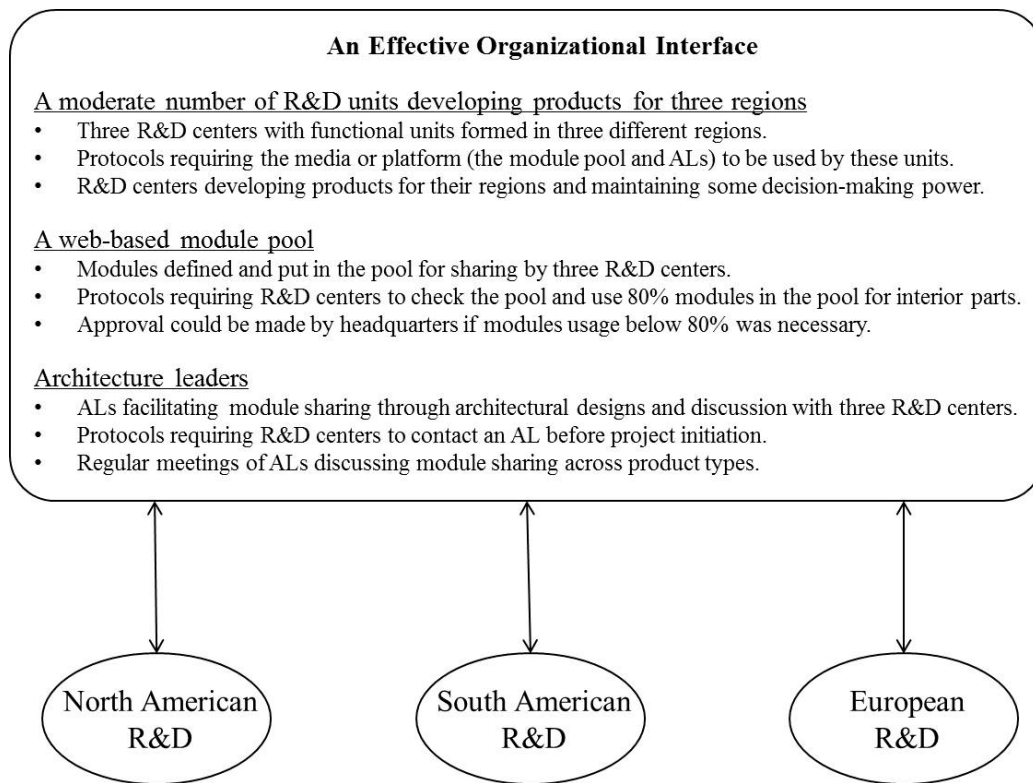 An Effective Organizational Interface
A moderate number of R&D units developing products for three regions
• Three R&D centers with functional units formed in three different regions.
• Protocols requiring the media or platform (the module pool and ALs) to be used by these units.
• R&D centers developing products for their regions and maintaining some decision-making power.
A web-based module pool
• Modules defined and put in the pool for sharing by three R&D centers.
• Protocols requiring R&D centers to check the pool and use 80% modules in the pool for interior parts.
• Approval could be made by headquarters if modules usage below 80% was necessary.
Architecture leaders
• ALs facilitating module sharing through architectural designs and discussion with three R&D centers.
• Protocols requiring R&D centers to contact an AL before project initiation.
• Regular meetings of ALs discussing module sharing across product types.
North American
R&D
South American
R&D
European
R&D